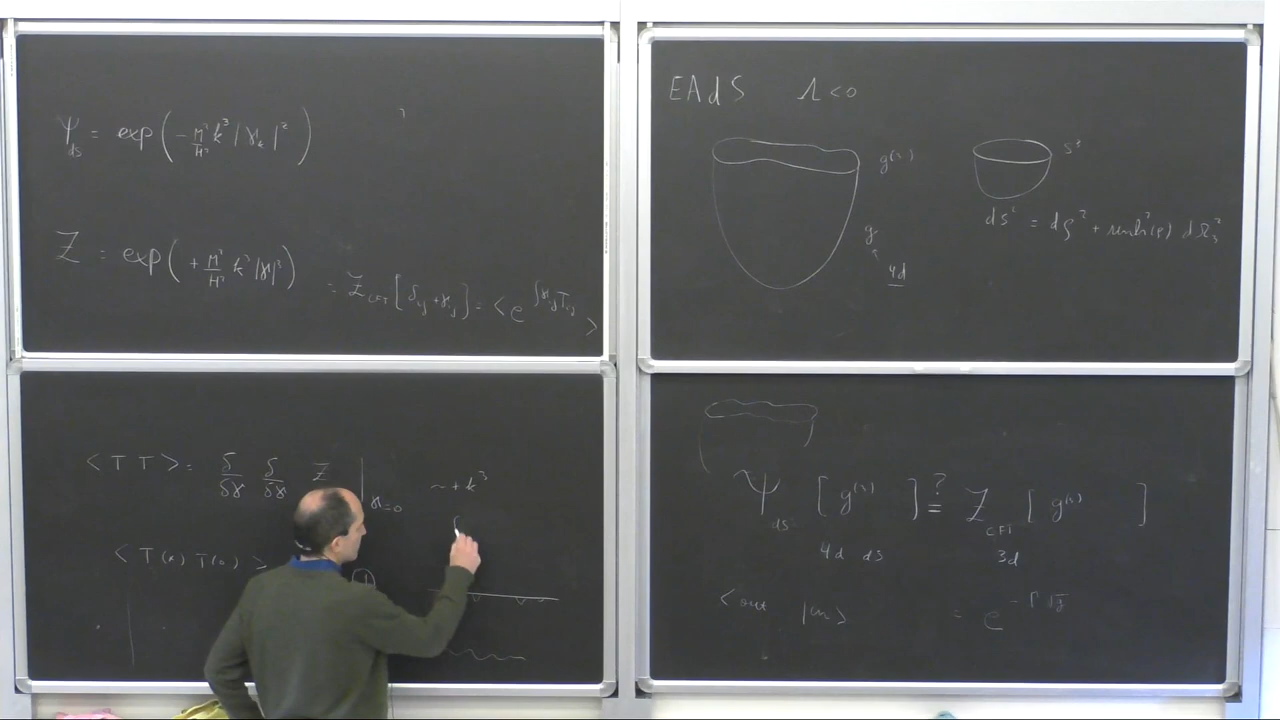 ψ_dS = exp(− M²/H² k³ |γ_k|²)
Z = exp(+ M²/H² k³ |γ|²) = Z_CFT [δ_ij + γ_ij] = < e^{∫γ_ij T_ij} >
< T T > = δ/δγ δ/δγ Z |_{γ=0} ~ + k³
< T(x) T(0) >
EAdS Λ<0
g^(3)
g
4d
S³
ds² = dρ² + sinh²(ρ) dΩ₃²
Ψ_dS [ g^(3) ] ?= Z_CFT [ g^(3) ]
4d dS 3d
< out | in > = e